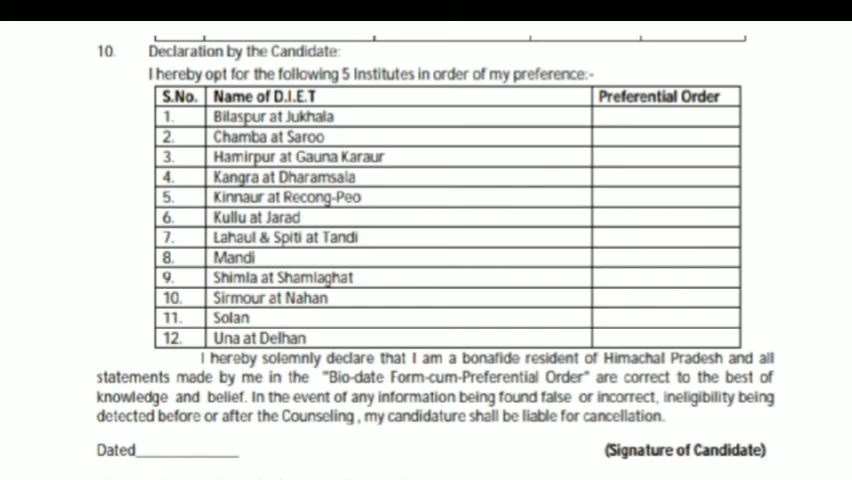 10. Declaration by the Candidate:
I hereby opt for the following 5 Institutes in order of my preference:-
S.No. Name of D.I.E.T Preferential Order
1. Bilaspur at Jukhala
2. Chamba at Saroo
3. Hamirpur at Gauna Karaur
4. Kangra at Dharamsala
5. Kinnaur at Recong-Peo
6. Kullu at Jarad
7. Lahaul & Spiti at Tandi
8. Mandi
9. Shimla at Shamlaghat
10. Sirmour at Nahan
11. Solan
12. Una at Delhan
I hereby solemnly declare that I am a bonafide resident of Himachal Pradesh and all
statements made by me in the "Bio-date Form-cum-Preferential Order" are correct to the best of
knowledge and belief. In the event of any information being found false or incorrect, ineligibility being
detected before or after the Counseling, my candidature shall be liable for cancellation.
Dated______________ (Signature of Candidate)